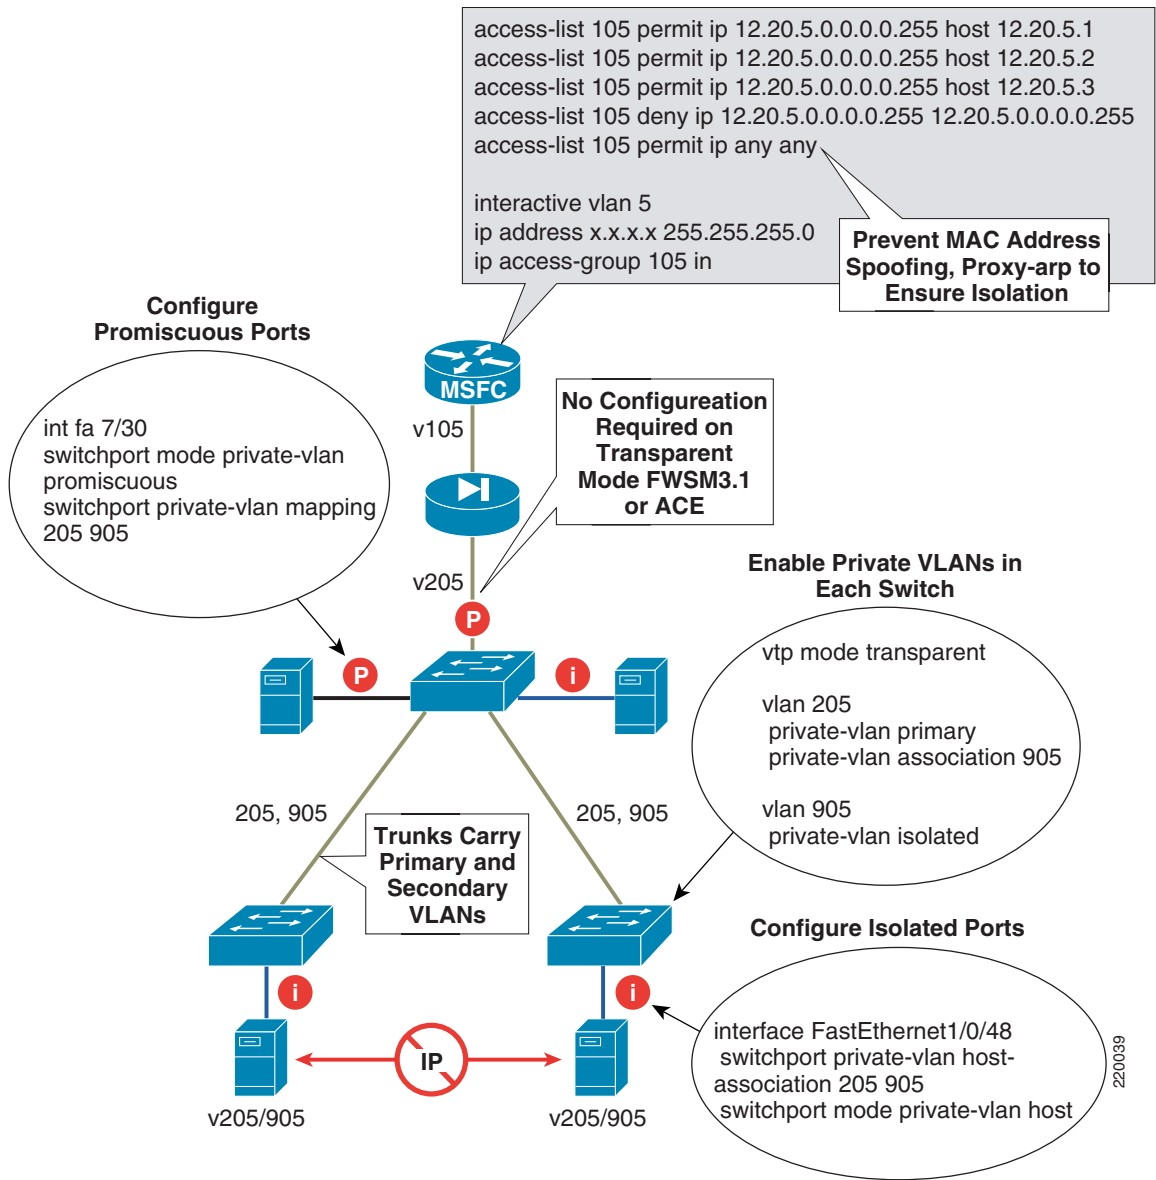 access-list 105 permit ip 12.20.5.0.0.0.0.255 host 12.20.5.1
access-list 105 permit ip 12.20.5.0.0.0.0.255 host 12.20.5.2
access-list 105 permit ip 12.20.5.0.0.0.0.255 host 12.20.5.3
access-list 105 deny ip 12.20.5.0.0.0.0.255 12.20.5.0.0.0.0.255
access-list 105 permit ip any any
interactive vlan 5
ip address x.x.x.x 255.255.255.0
ip access-group 105 in
Prevent MAC Address
Spoofing, Proxy-arp to
Ensure Isolation
Configure
Promiscuous Ports
int fa 7/30
switchport mode private-vlan
promiscuous
switchport private-vlan mapping
205 905
MSFC
v105
No Configureation
Required on
Transparent
Mode FWSM3.1
or ACE
v205
P
P
i
Enable Private VLANs in
Each Switch
vtp mode transparent
vlan 205
private-vlan primary
private-vlan association 905
vlan 905
private-vlan isolated
205, 905
205, 905
Trunks Carry
Primary and
Secondary
VLANs
Configure Isolated Ports
i
i
interface FastEthernet1/0/48
switchport private-vlan host-
association 205 905
switchport mode private-vlan host
IP
v205/905
v205/905
220039